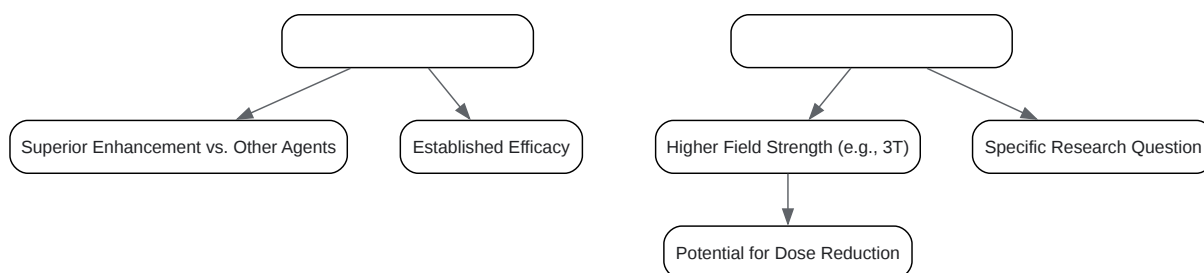 Superior Enhancement vs. Other Agents
Established Efficacy
Higher Field Strength (e.g., 3T)
Specific Research Question
Potential for Dose Reduction